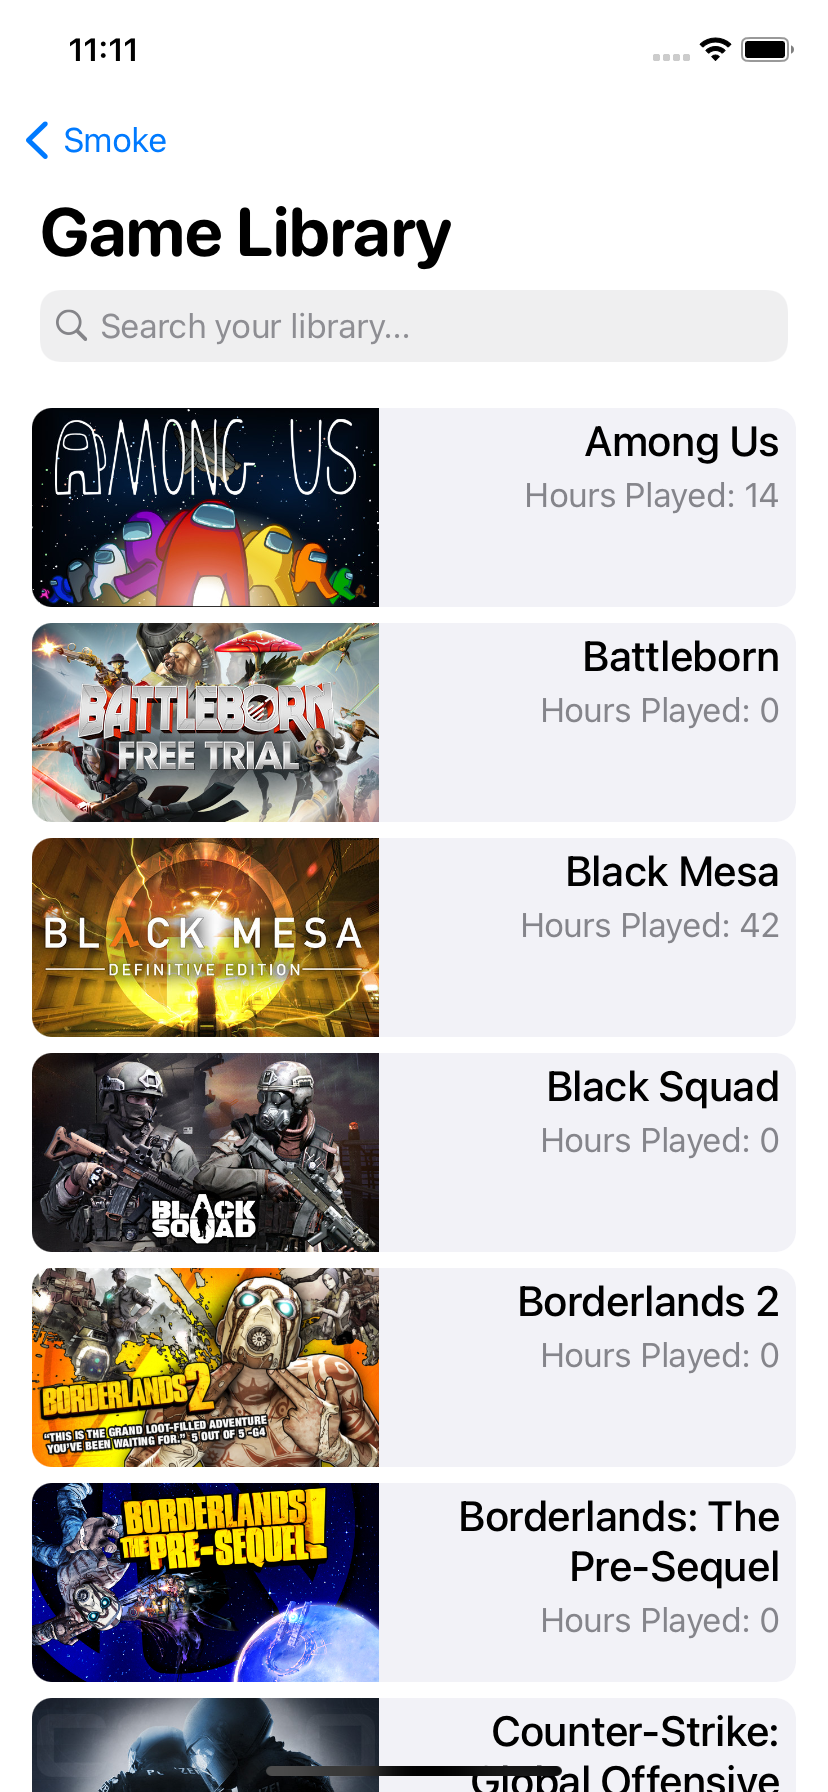 11:11
Smoke
Game Library
Search your library...
AMONG US
Among Us
Hours Played: 14
BATTLEBORN
FREE TRIAL
Battleborn
Hours Played: 0
BLACK MESA
DEFINITIVE EDITION
Black Mesa
Hours Played: 42
BLACK
SQUAD
Black Squad
Hours Played: 0
BORDERLANDS 2
"THIS IS THE GRAND LOOT-FILLED ADVENTURE
YOU'VE BEEN WAITING FOR." 5 OUT OF 5 -G4
Borderlands 2
Hours Played: 0
BORDERLANDS
THE PRE-SEQUEL!
Borderlands: The
Pre-Sequel
Hours Played: 0
Counter-Strike:
Global Offensive